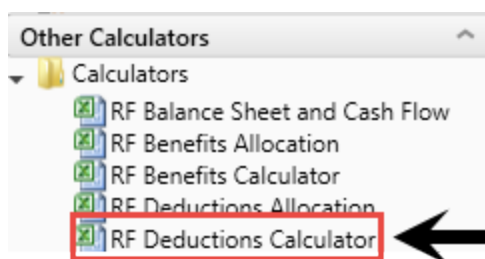 Other Calculators
Calculators
RF Balance Sheet and Cash Flow
RF Benefits Allocation
RF Benefits Calculator
RF Deductions Allocation
RF Deductions Calculator